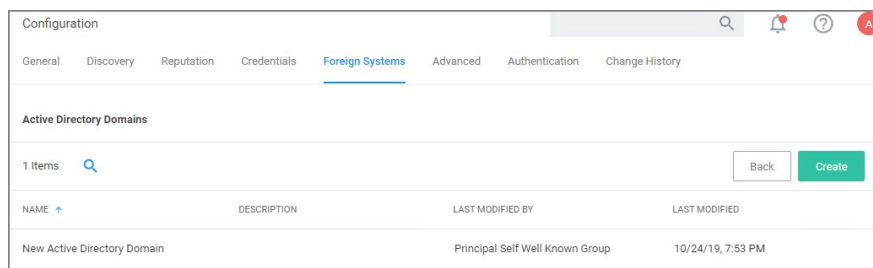 Configuration
A
General Discovery Reputation Credentials Foreign Systems Advanced Authentication Change History
Active Directory Domains
1 Items Back Create
NAME DESCRIPTION LAST MODIFIED BY LAST MODIFIED
New Active Directory Domain Principal Self Well Known Group 10/24/19, 7:53 PM